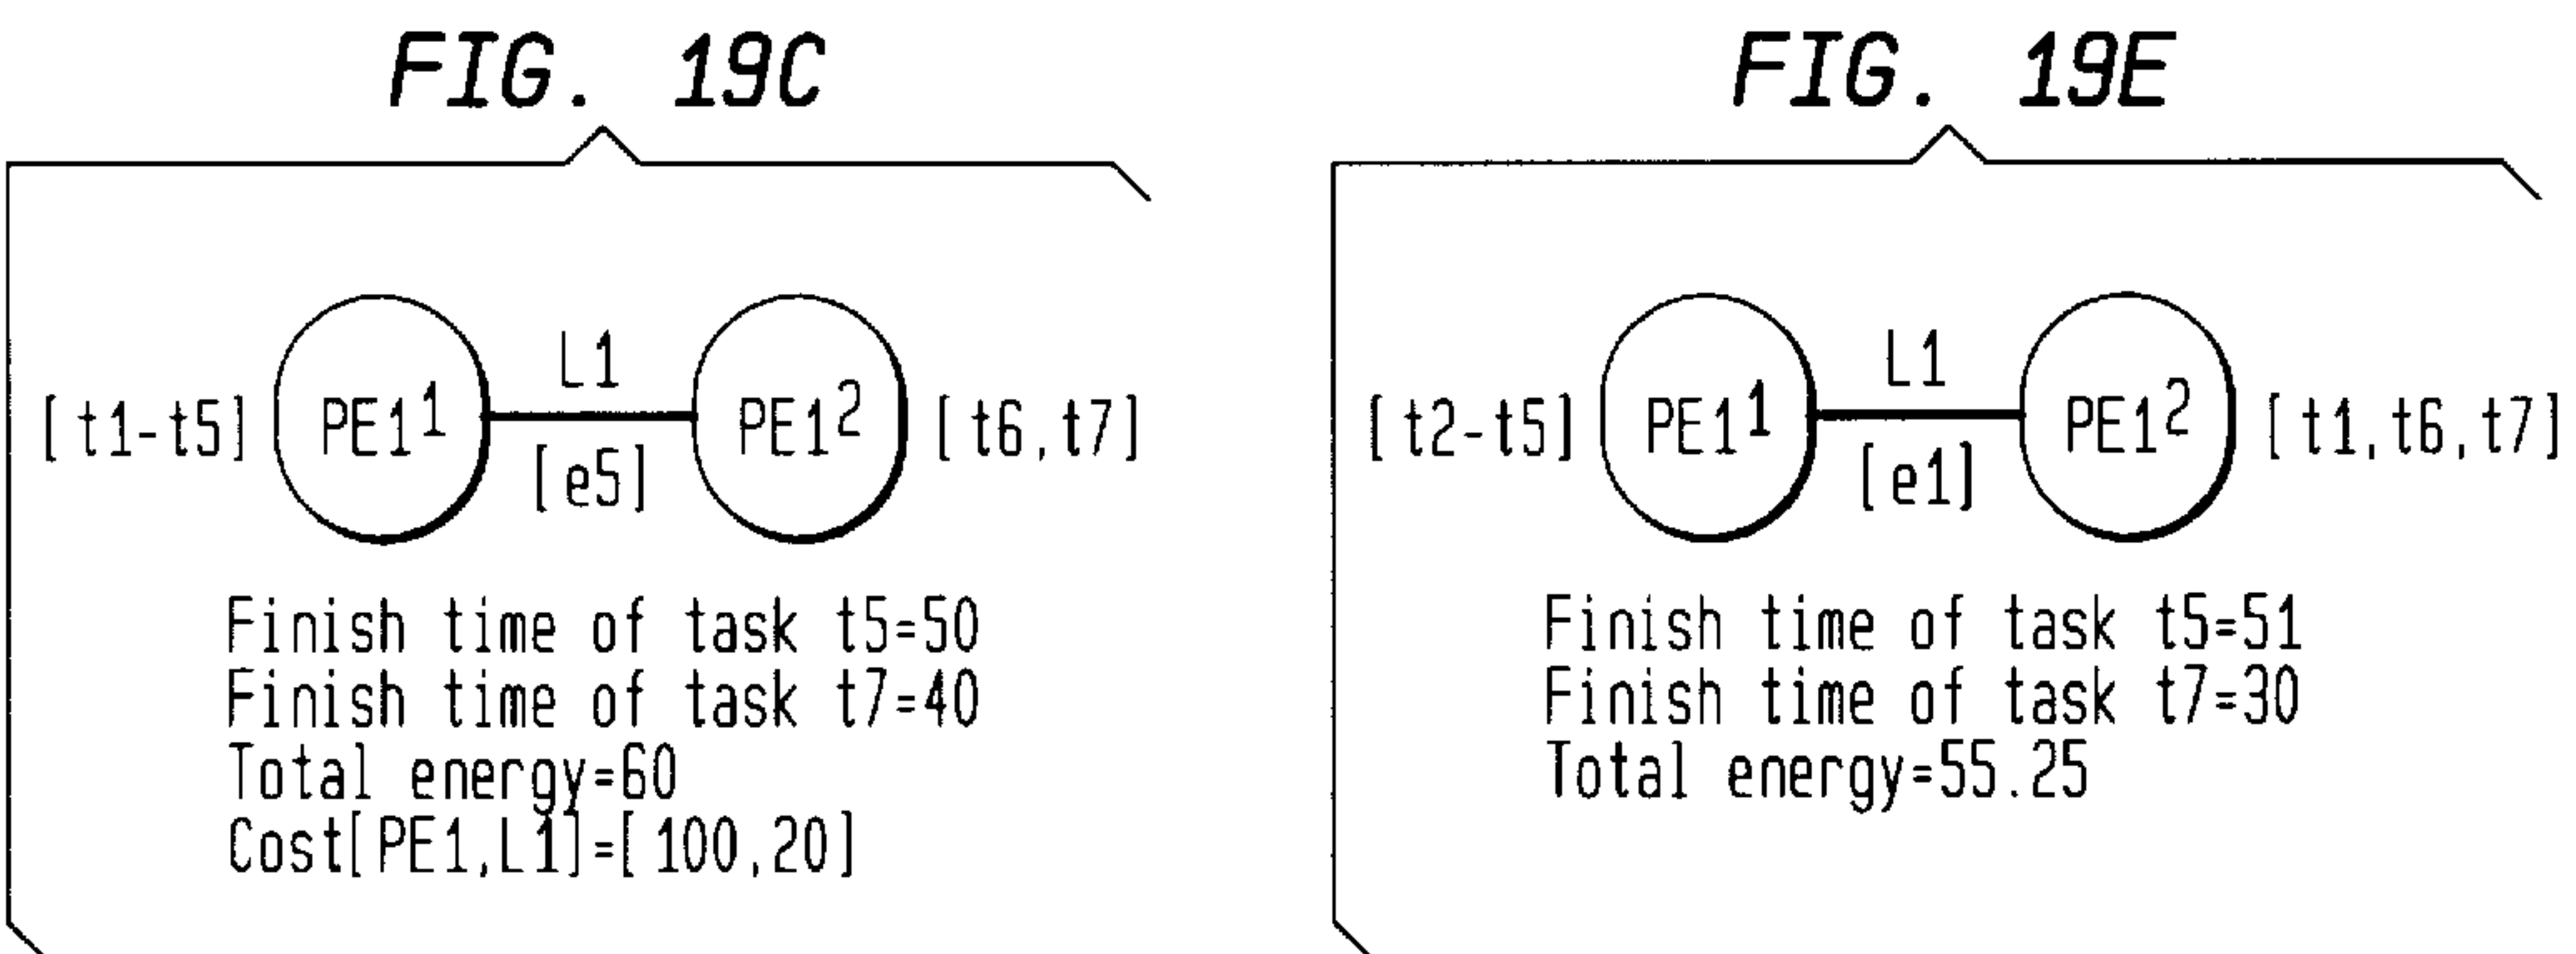 FIG. 19C
[t1-t5] PE1¹ L1 PE1² [t6,t7]
[e5]
Finish time of task t5=50
Finish time of task t7=40
Total energy=60
Cost[PE1,L1]=[100,20]
FIG. 19E
[t2-t5] PE1¹ L1 PE1² [t1,t6,t7]
[e1]
Finish time of task t5=51
Finish time of task t7=30
Total energy=55.25